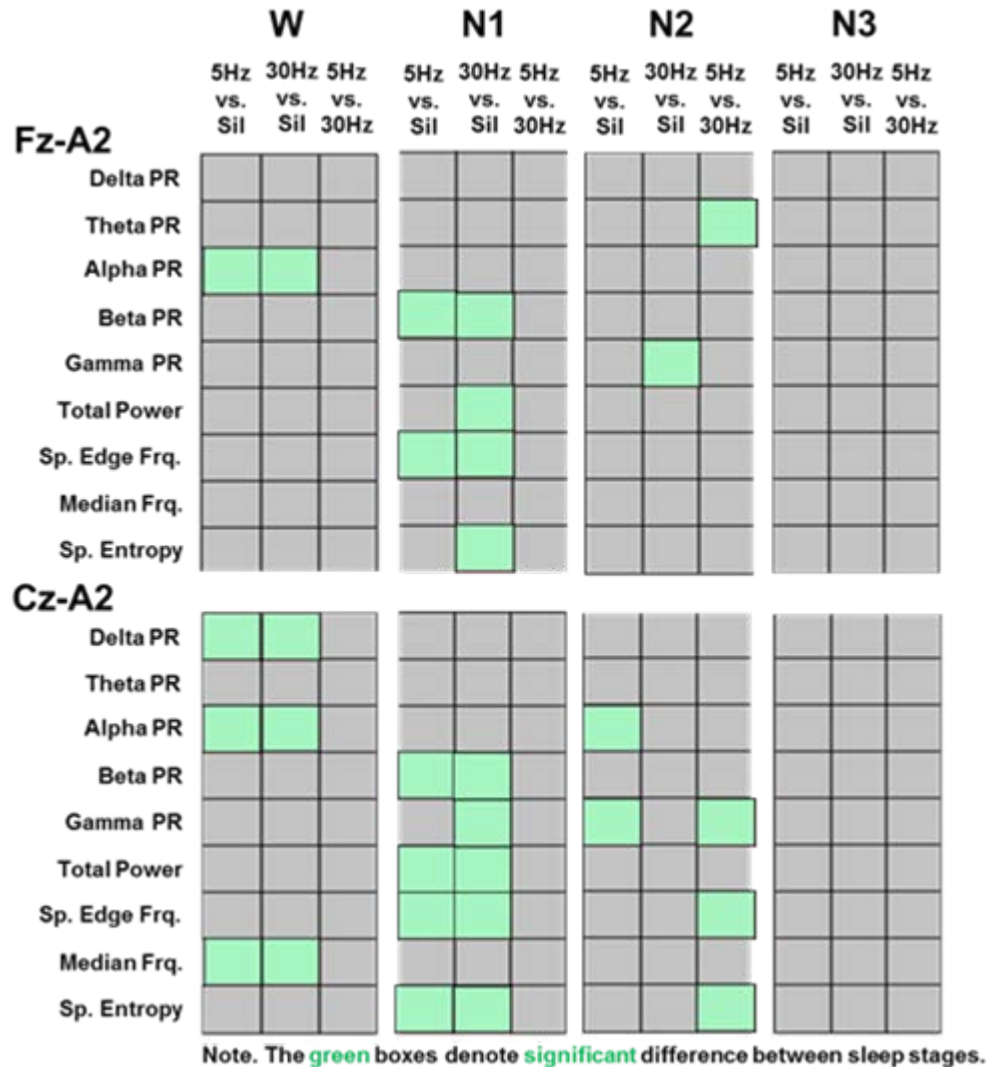 W N1 N2 N3
5Hz 30Hz 5Hz 5Hz 30Hz 5Hz 5Hz 30Hz 5Hz 5Hz 30Hz 5Hz
vs. vs. vs. vs. vs. vs. vs. vs. vs. vs. vs. vs.
Sil Sil 30Hz Sil Sil 30Hz Sil Sil 30Hz Sil Sil 30Hz
Fz-A2
Delta PR
Theta PR
Alpha PR
Beta PR
Gamma PR
Total Power
Sp. Edge Frq.
Median Frq.
Sp. Entropy
Cz-A2
Delta PR
Theta PR
Alpha PR
Beta PR
Gamma PR
Total Power
Sp. Edge Frq.
Median Frq.
Sp. Entropy
Note. The green boxes denote significant difference between sleep stages.